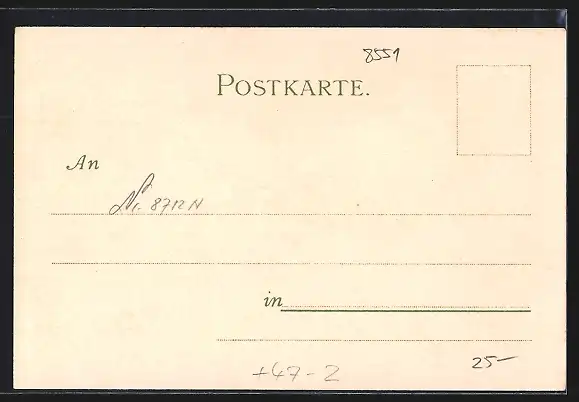 8551
POSTKARTE.
An
Nr. 8712 N
in
25-
+47-2